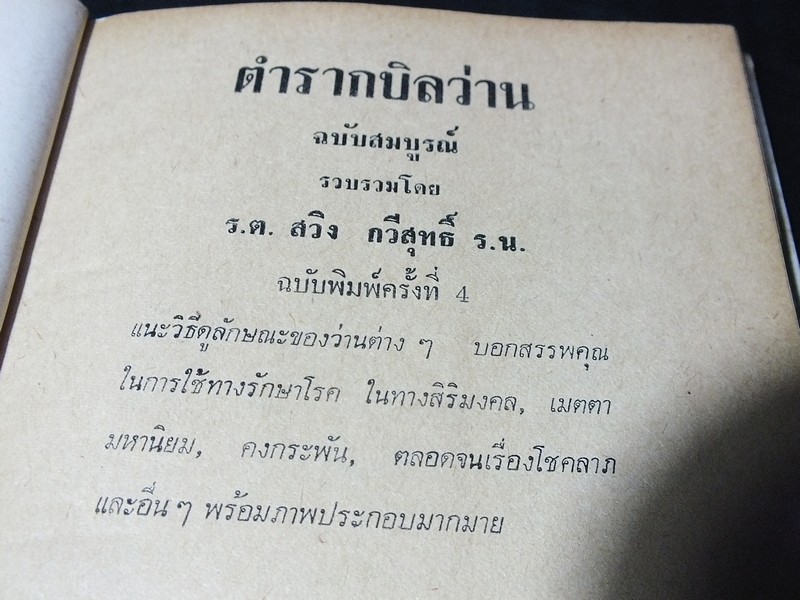 ตำรากบิลว่าน
ฉบับสมบูรณ์
รวบรวมโดย
ร.ต. สวิง กวีสุทธิ์ ร.น.
ฉบับพิมพ์ครั้งที่ 4
แนะวิธีดูลักษณะของว่านต่าง ๆ บอกสรรพคุณ
ในการใช้ทางรักษาโรค ในทางสิริมงคล, เมตตา
มหานิยม, คงกระพัน, ตลอดจนเรื่องโชคลาภ
และอื่น ๆ พร้อมภาพประกอบมากมาย